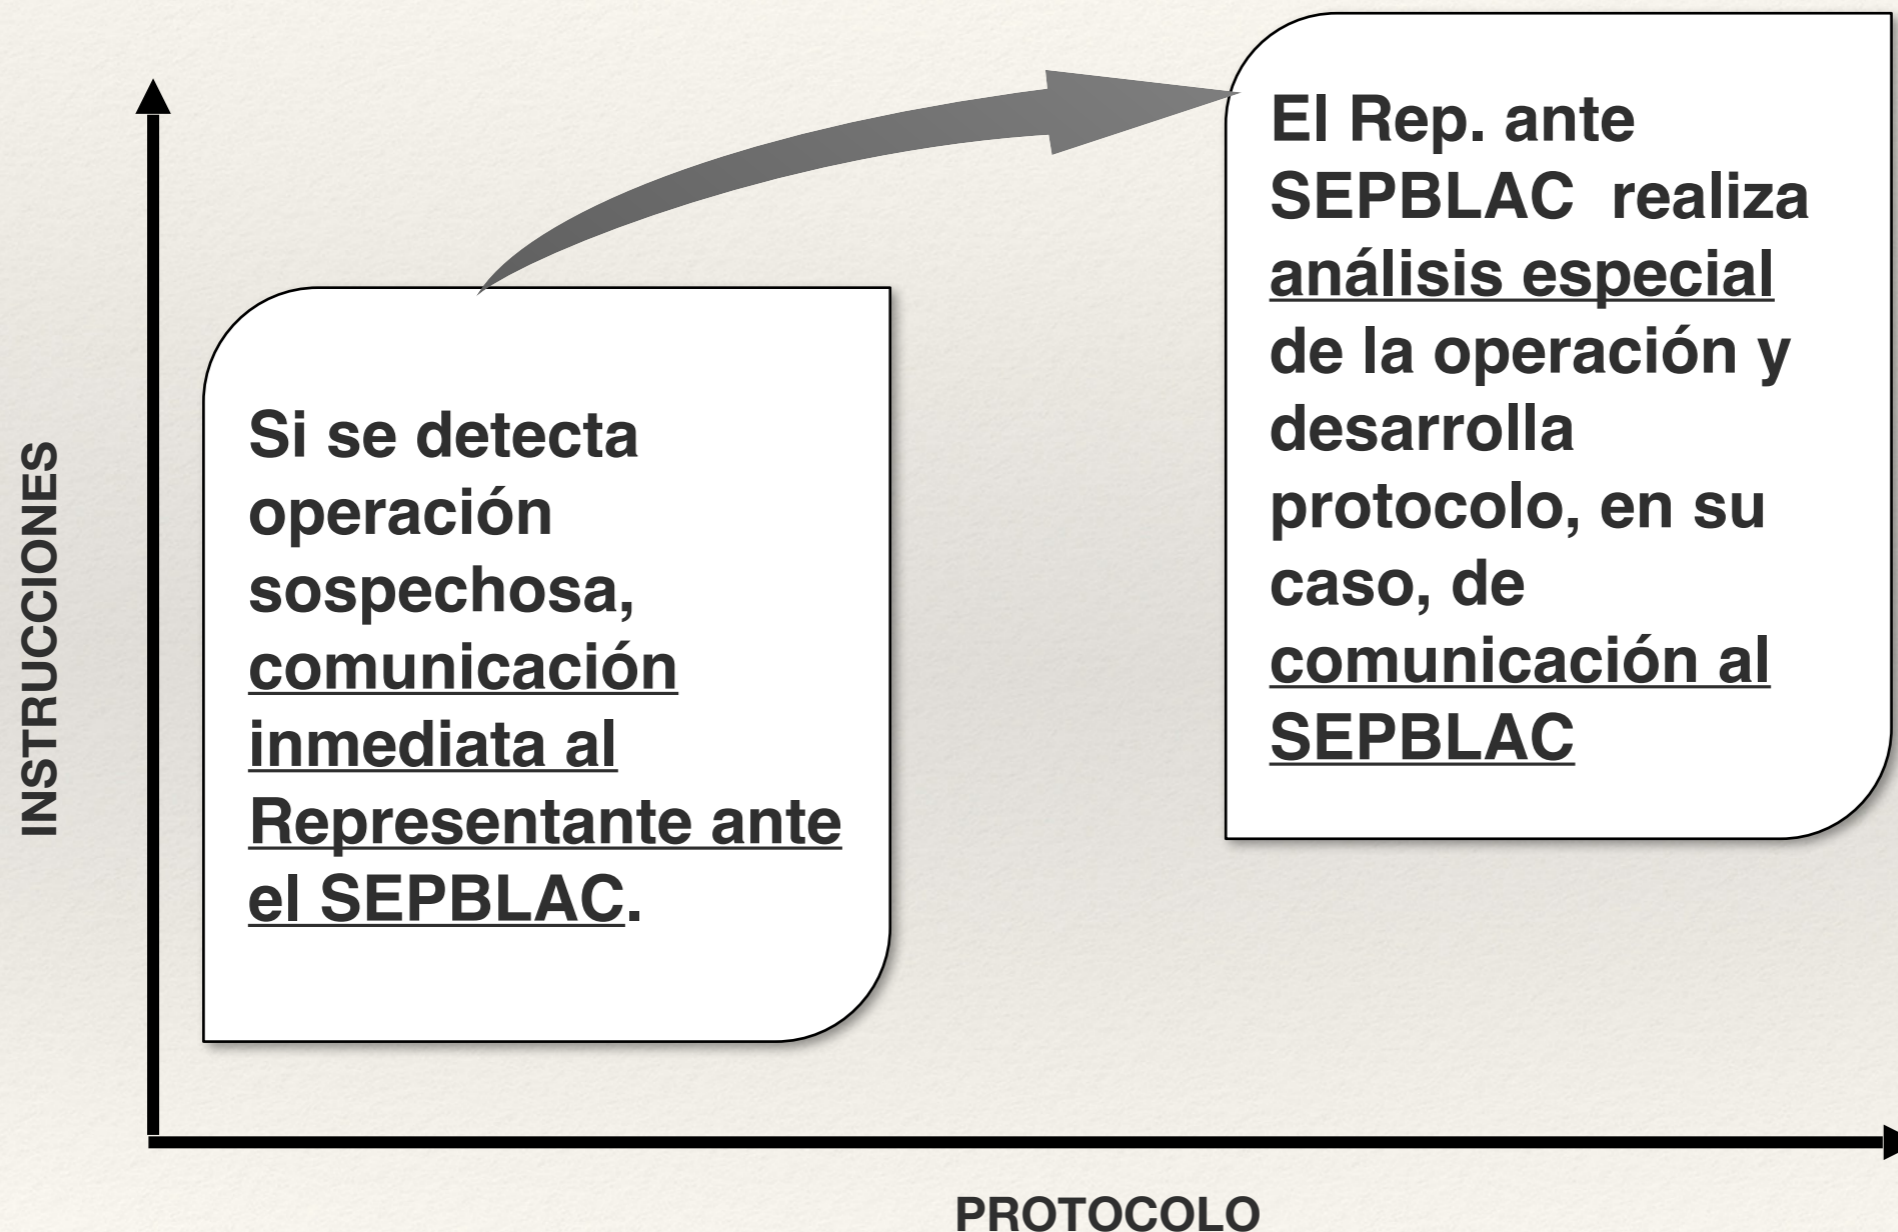 INSTRUCCIONES
Si se detecta
operación
sospechosa,
comunicación
inmediata al
Representante ante
el SEPBLAC.
El Rep. ante
SEPBLAC realiza
análisis especial
de la operación y
desarrolla
protocolo, en su
caso, de
comunicación al
SEPBLAC
PROTOCOLO